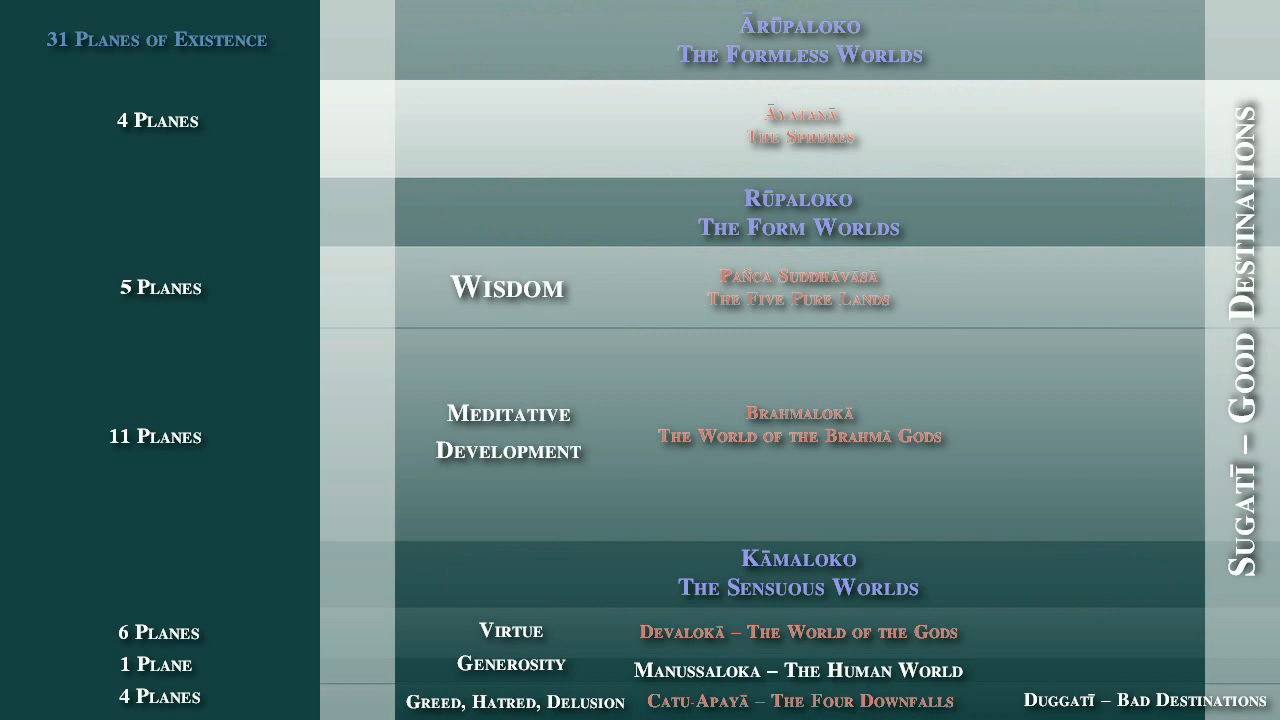 31 Planes of Existence
Ārūpaloko
The Formless Worlds
4 Planes
Āyatanā
The Spheres
Rūpaloko
The Form Worlds
5 Planes
Wisdom
Pañca Suddhāvāsā
The Five Pure Lands
11 Planes
Meditative
Development
Brahmalokā
The World of the Brahmā Gods
Kāmaloko
The Sensuous Worlds
6 Planes
Virtue
Devalokā – The World of the Gods
1 Plane
Generosity
Manussaloka – The Human World
4 Planes
Greed, Hatred, Delusion
Catu-Apayā – The Four Downfalls
Duggatī – Bad Destinations
Sugatī – Good Destinations